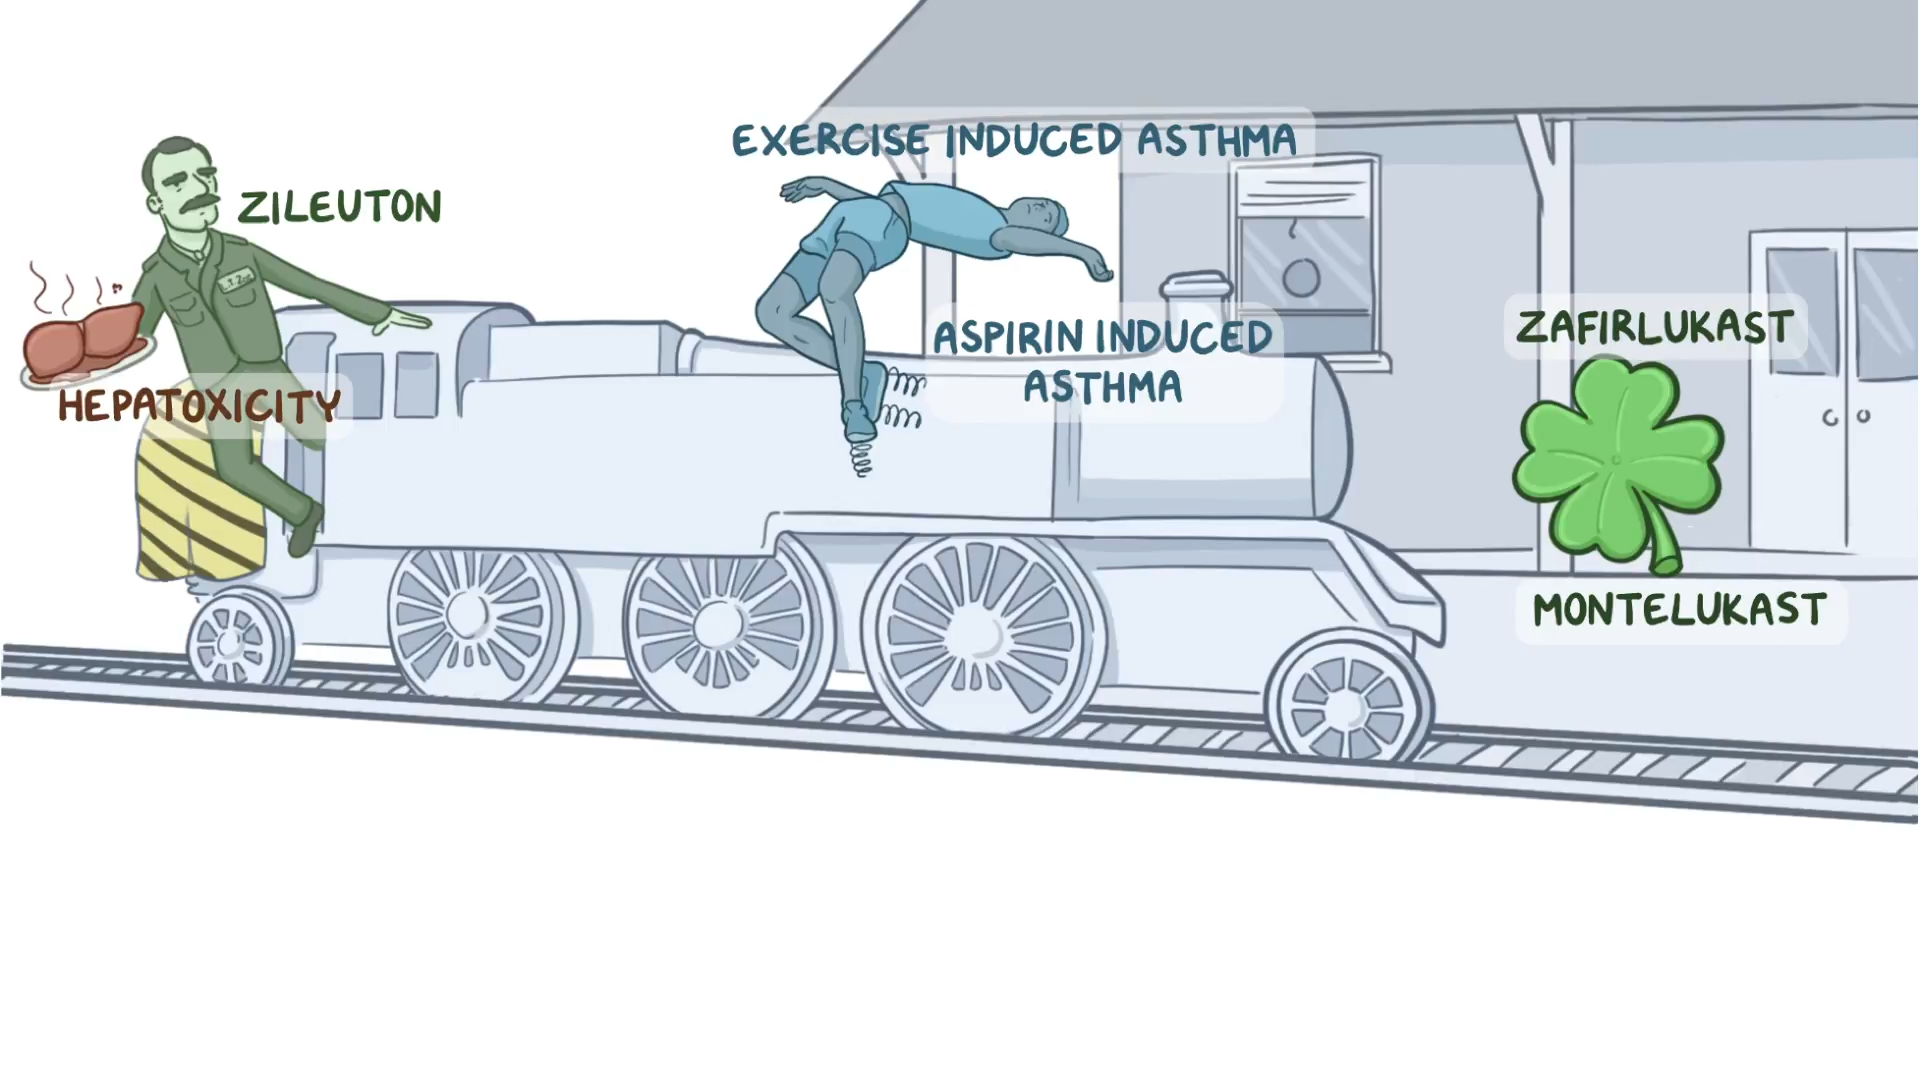 EXERCISE INDUCED ASTHMA
ZILEUTON
ASPIRIN INDUCED
ASTHMA
ZAFIRLUKAST
HEPATOXICITY
MONTELUKAST